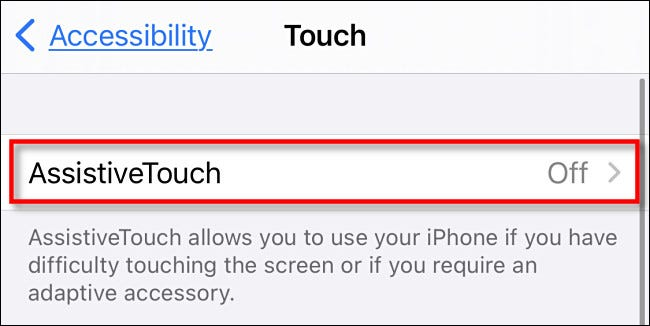 Accessibility Touch
AssistiveTouch Off
AssistiveTouch allows you to use your iPhone if you have
difficulty touching the screen or if you require an
adaptive accessory.